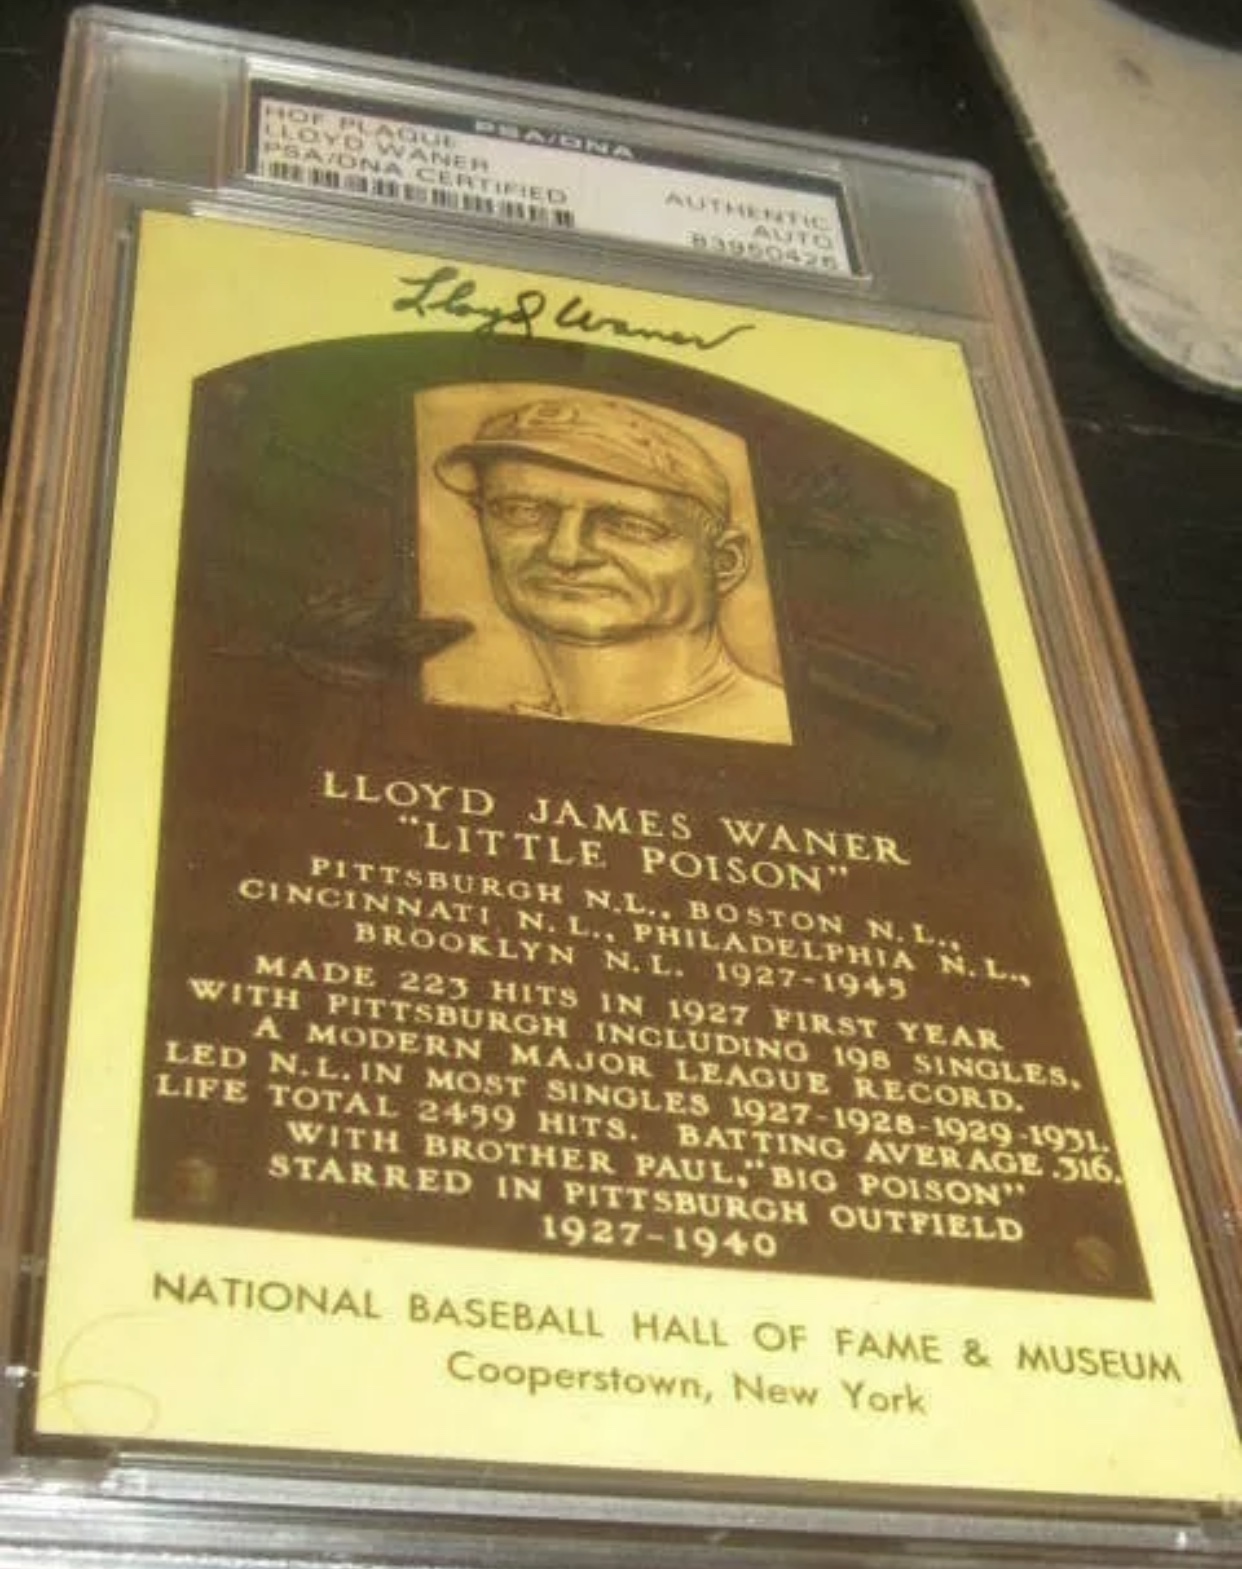 PSA/DNA
HOF PLAQUE
LLOYD WANER
PSA/DNA CERTIFIED
AUTHENTIC
AUTO
83950426
Lloyd Waner
LLOYD JAMES WANER
"LITTLE POISON"
PITTSBURGH N.L., BOSTON N.L.,
CINCINNATI N.L., PHILADELPHIA N.L.,
BROOKLYN N.L. 1927-1945
MADE 223 HITS IN 1927 FIRST YEAR
WITH PITTSBURGH INCLUDING 198 SINGLES,
A MODERN MAJOR LEAGUE RECORD.
LED N.L. IN MOST SINGLES 1927-1928-1929-1931.
LIFE TOTAL 2459 HITS. BATTING AVERAGE .316.
WITH BROTHER PAUL, "BIG POISON"
STARRED IN PITTSBURGH OUTFIELD
1927-1940
NATIONAL BASEBALL HALL OF FAME & MUSEUM
Cooperstown, New York